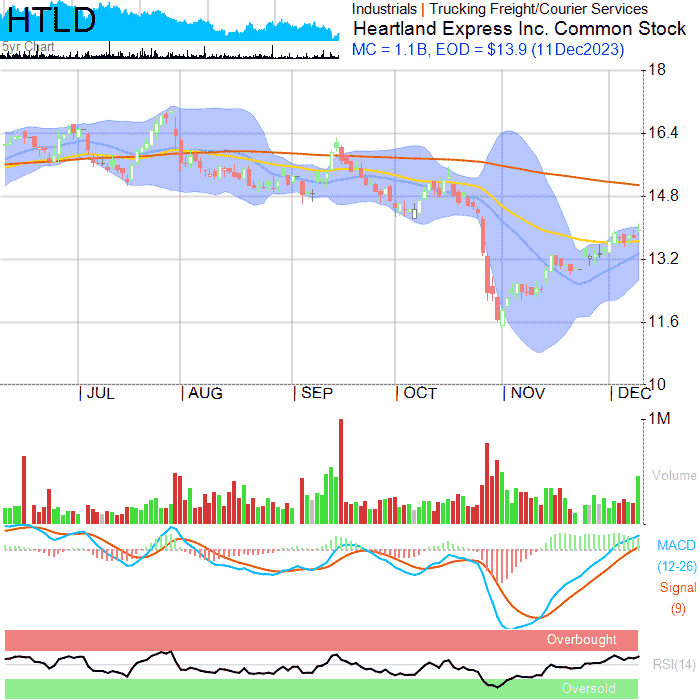 HTLD
5yr Chart
Industrials | Trucking Freight/Courier Services
Heartland Express Inc. Common Stock
MC = 1.1B, EOD = $13.9 (11Dec2023)
18
16.4
14.8
13.2
11.6
10
JUL AUG SEP OCT NOV DEC
1M
Volume
MACD
(12-26)
Signal
(9)
Overbought
RSI(14)
Oversold